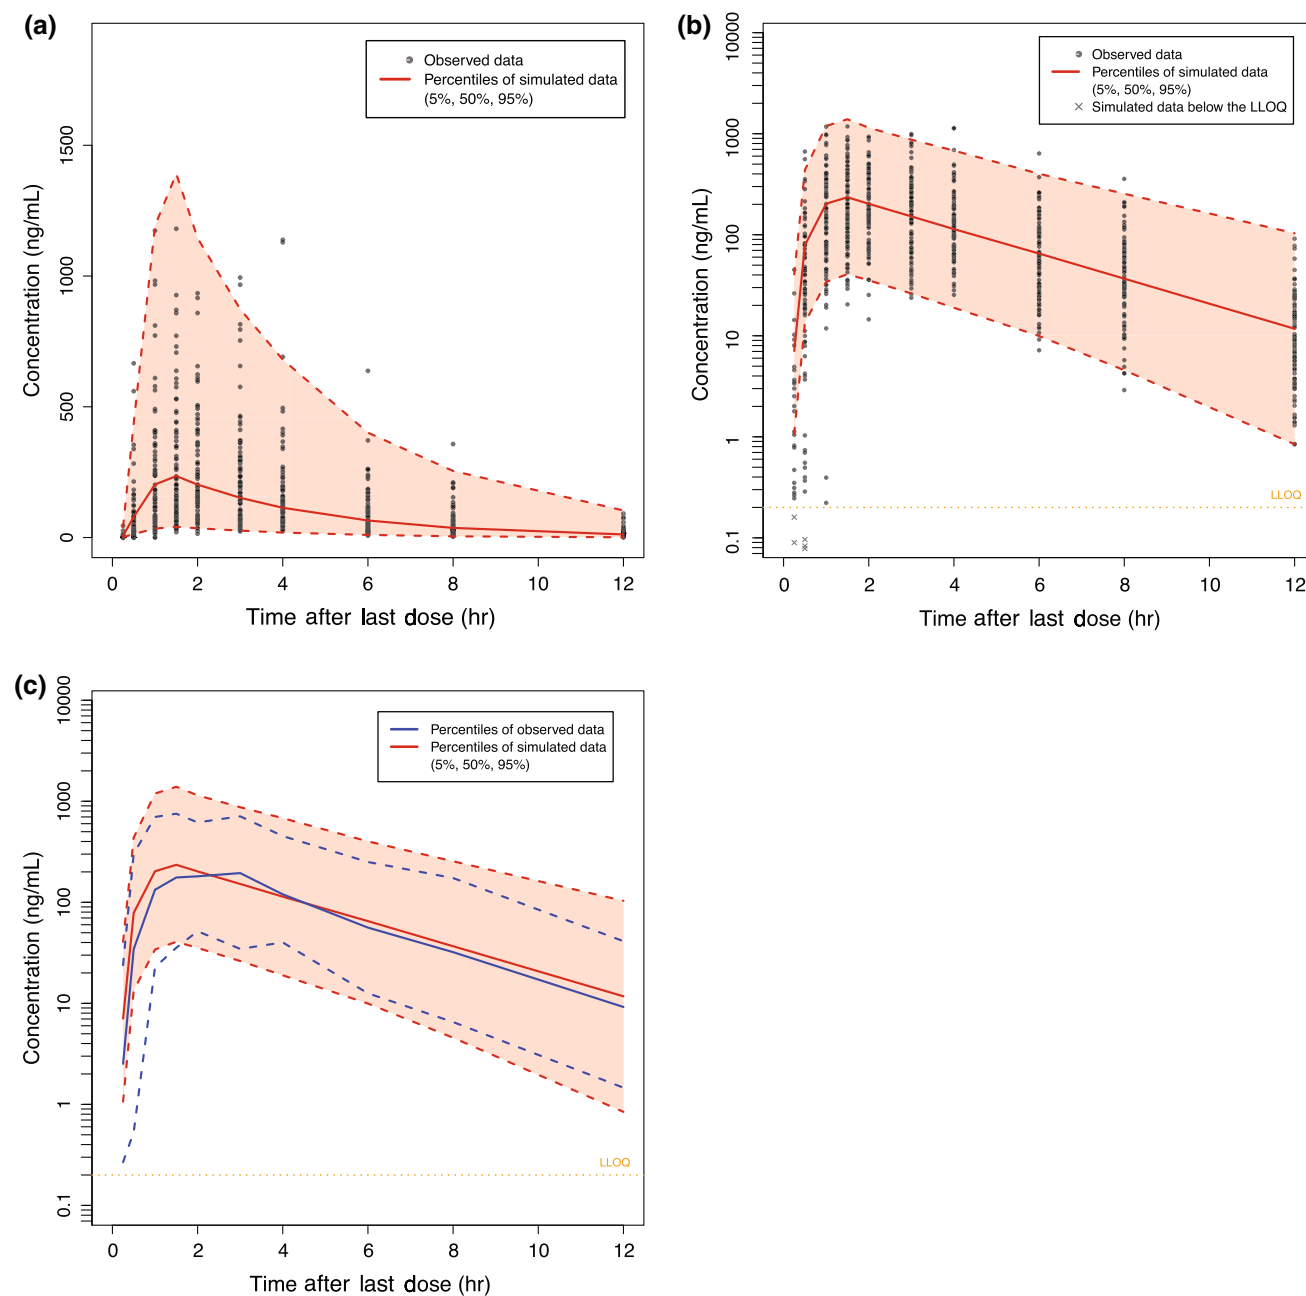 (a)
Observed data
Percentiles of simulated data
(5%, 50%, 95%)
Concentration (ng/mL)
1500
1000
500
0
0 2 4 6 8 10 12
Time after last dose (hr)
(b)
Observed data
Percentiles of simulated data
(5%, 50%, 95%)
Simulated data below the LLOQ
Concentration (ng/mL)
10000
1000
100
10
1
0.1
LLOQ
0 2 4 6 8 10 12
Time after last dose (hr)
(c)
Percentiles of observed data
Percentiles of simulated data
(5%, 50%, 95%)
Concentration (ng/mL)
10000
1000
100
10
1
0.1
LLOQ
0 2 4 6 8 10 12
Time after last dose (hr)